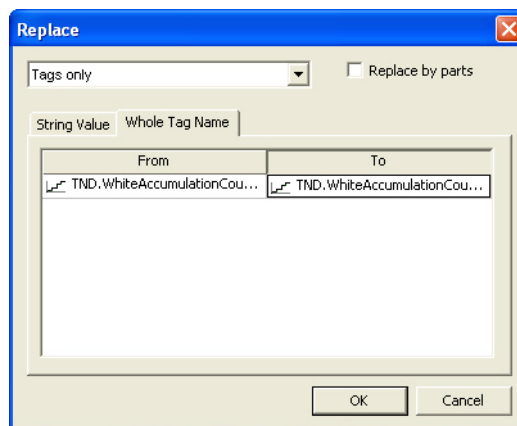 Replace
Tags only
Replace by parts
String Value
Whole Tag Name
From
To
TND.WhiteAccumulationCou...
TND.WhiteAccumulationCou...
OK
Cancel